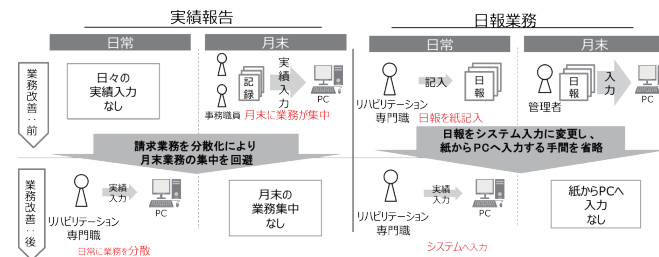 実績報告
日報業務
日常
月末
日常
月末
業務改善:前
日々の
実績入力
なし
事務職員
記録
実績入力
PC
月末に業務が集中
リハビリテーション
専門職
記入
日報
日報を紙記入
管理者
日報
入力
PC
請求業務を分散化により
月末業務の集中を回避
日報をシステム入力に変更し、
紙からPCへ入力する手間を省略
業務改善:後
リハビリテーション
専門職
実績
入力
PC
日常に業務を分散
月末の
業務集中
なし
リハビリテーション
専門職
実績
入力
PC
システムへ入力
紙からPCへ
入力
なし